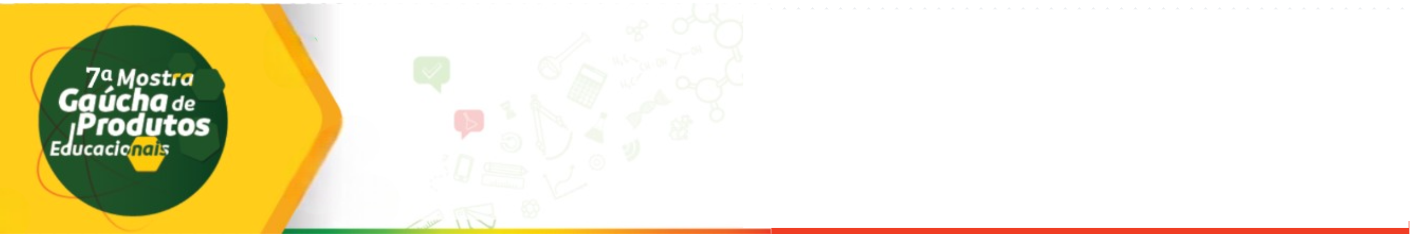 7ª Mostra
Gaúcha de
Produtos
Educacionais